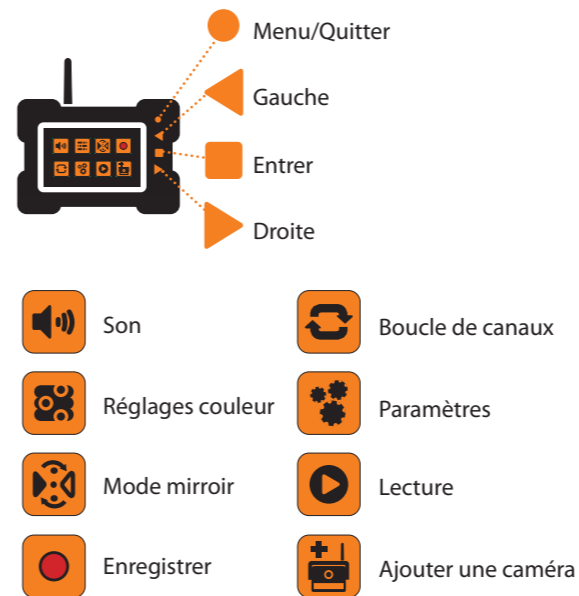 Menu/Quitter
Gauche
Entrer
Droite
Son
Boucle de canaux
Réglages couleur
Paramètres
Mode mirroir
Lecture
Enregistrer
Ajouter une caméra